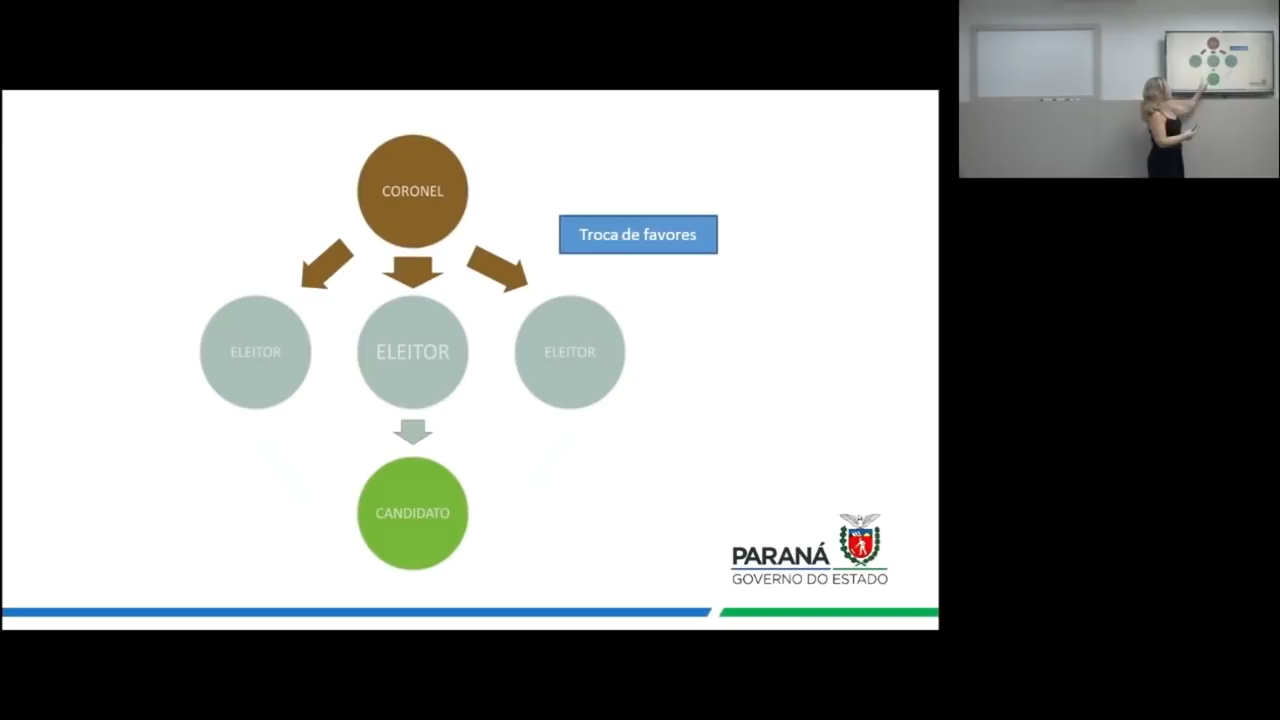 CORONEL
Troca de favores
ELEITOR
ELEITOR
ELEITOR
CANDIDATO
PARANÁ
GOVERNO DO ESTADO